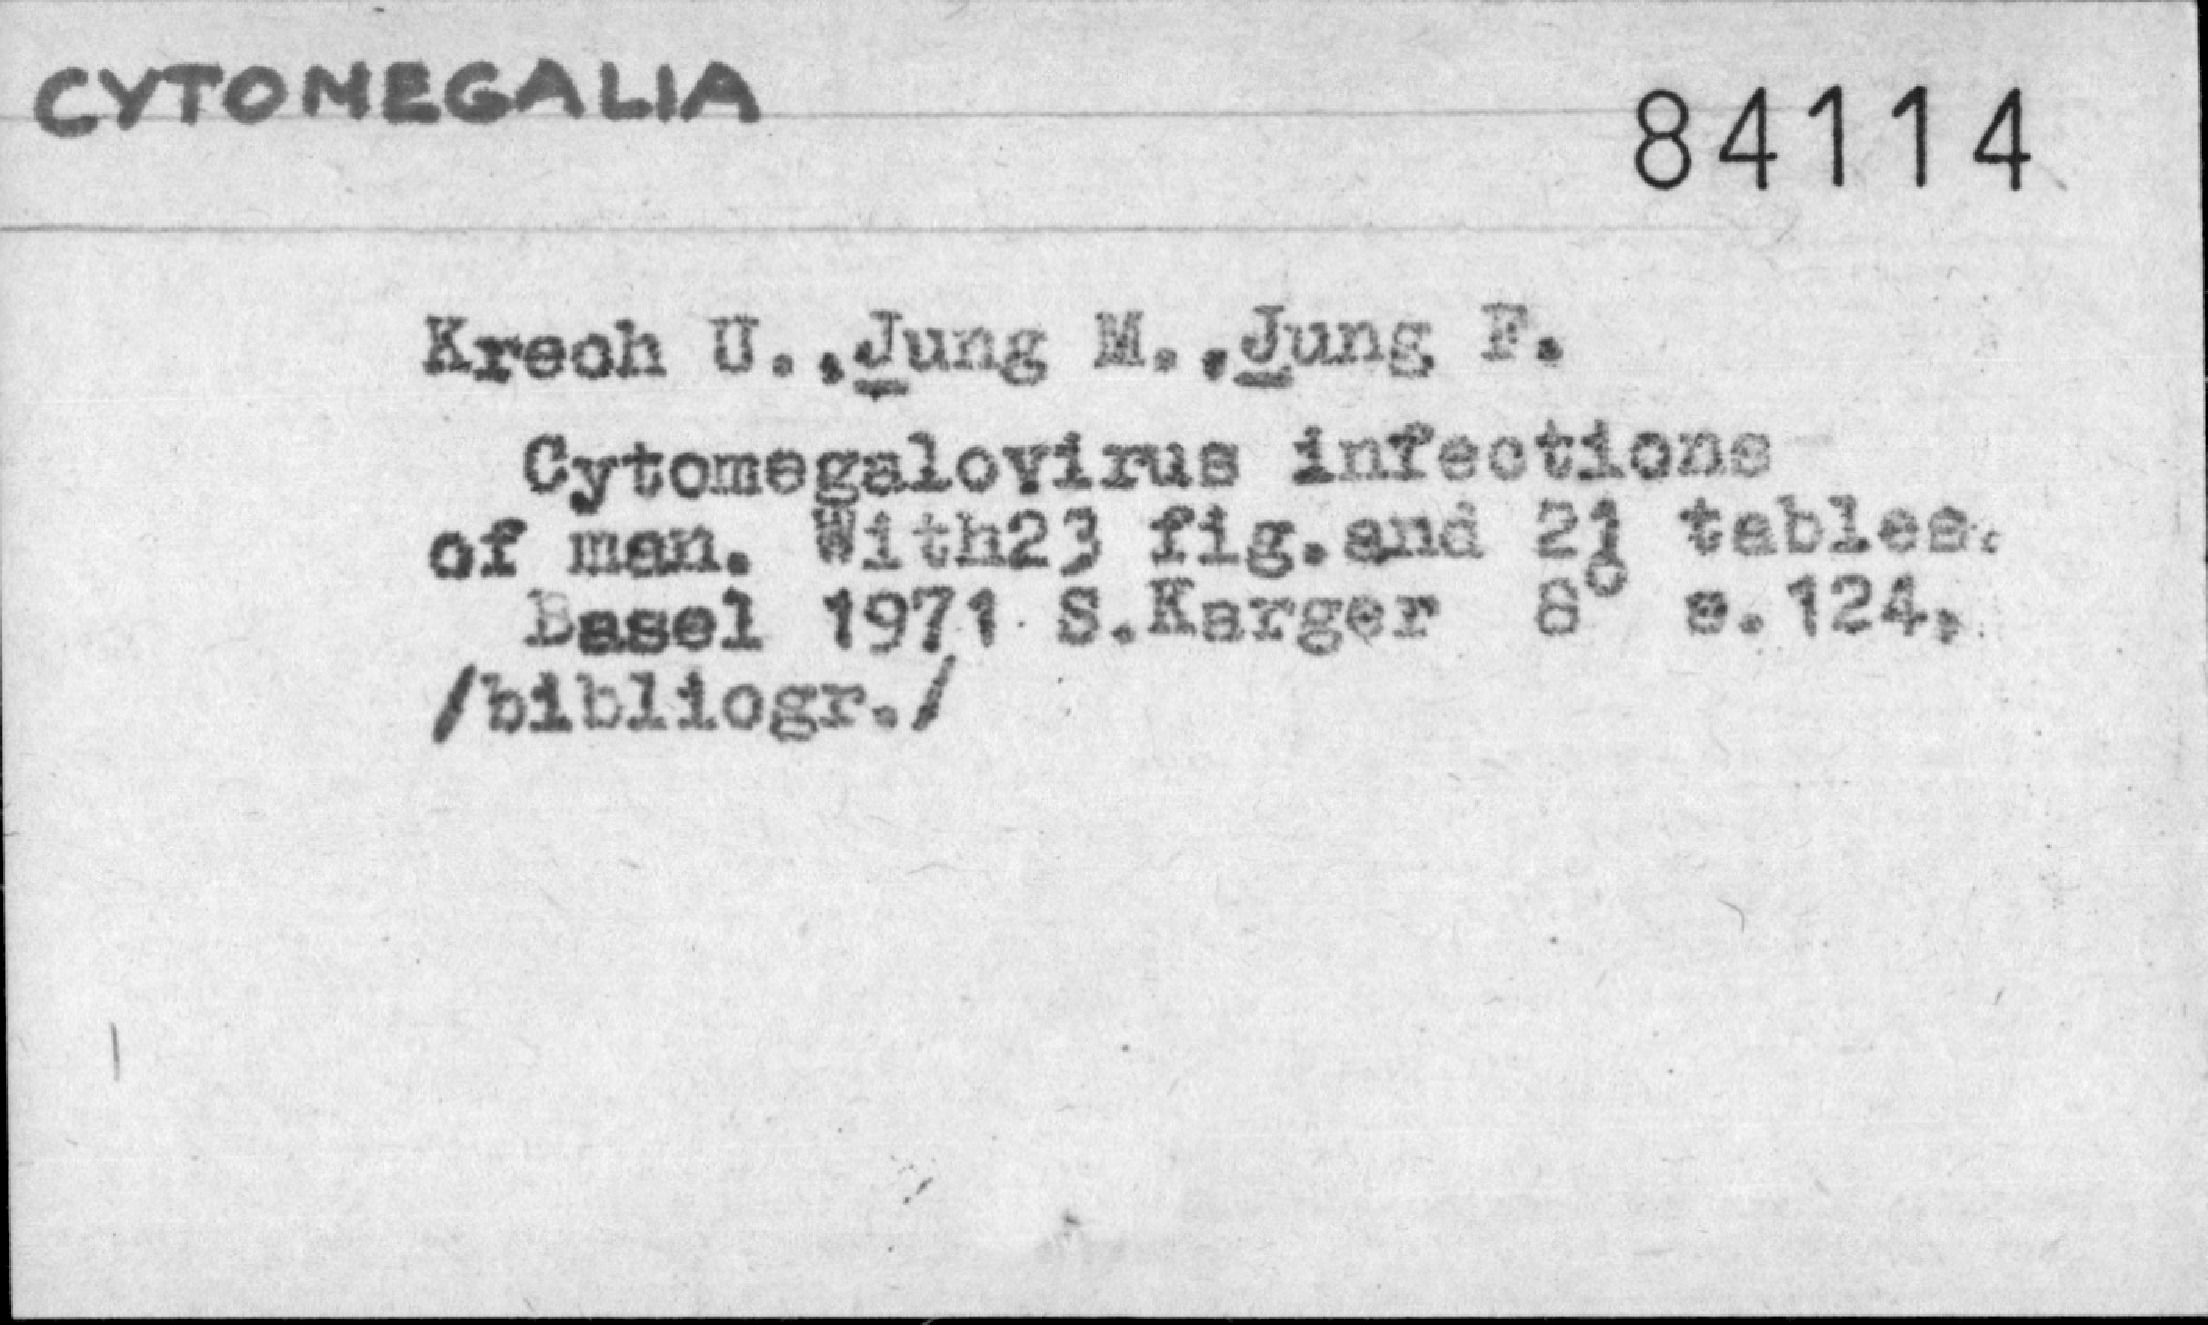 CYTOMEGALIA
84114
Krech U.,Jung M.,Jung F.
Cytomegalovirus infections
of man. With23 fig.and 21 tables.
Basel 1971 S.Karger 8° s.124,
/bibliogr./